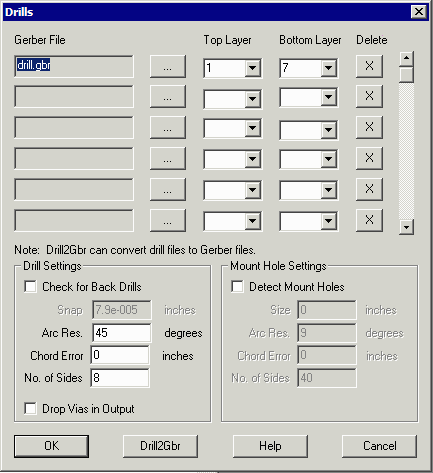 Drills
Gerber File Top Layer Bottom Layer Delete
drill.gbr ... 1 7 X
... X
... X
... X
... X
... X
Note: Drill2Gbr can convert drill files to Gerber files.
Drill Settings Mount Hole Settings
Check for Back Drills Detect Mount Holes
Snap 7.9e-005 inches Size 0 inches
Arc Res. 45 degrees Arc Res. 9 degrees
Chord Error 0 inches Chord Error 0 inches
No. of Sides 8 No. of Sides 40
Drop Vias in Output
OK Drill2Gbr Help Cancel